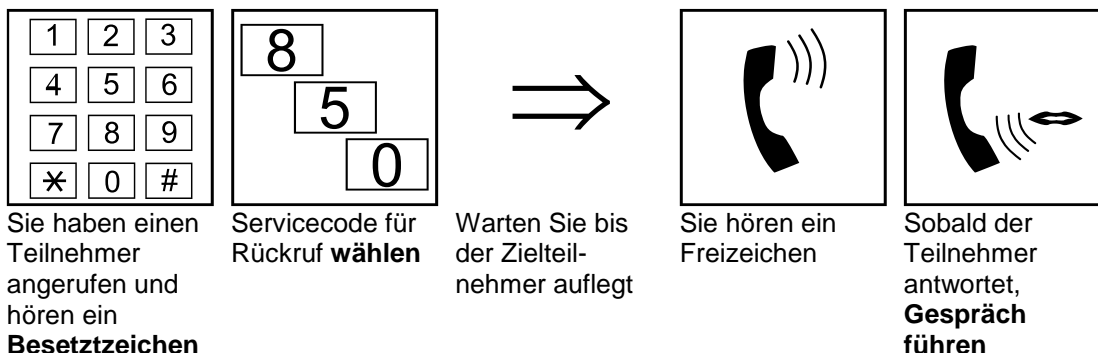 1 2 3
4 5 6
7 8 9
* 0 #
Sie haben einen
Teilnehmer
angerufen und
hören ein
Besetztzeichen
8
5
0
Servicecode für
Rückruf wählen
Warten Sie bis
der Zielteil-
nehmer auflegt
Sie hören ein
Freizeichen
Sobald der
Teilnehmer
antwortet,
Gespräch
führen